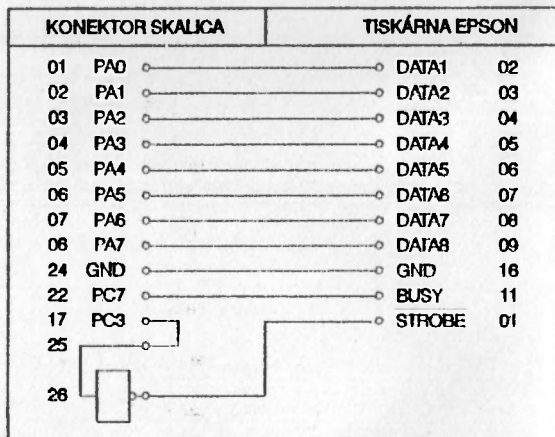 KONEKTOR SKALICA TISKÁRNA EPSON
01 PA0 DATA1 02
02 PA1 DATA2 03
03 PA2 DATA3 04
04 PA3 DATA4 05
05 PA4 DATA5 06
06 PA5 DATA6 07
07 PA6 DATA7 08
08 PA7 DATA8 09
24 GND GND 16
22 PC7 BUSY 11
17 PC3 STROBE 01
25
26